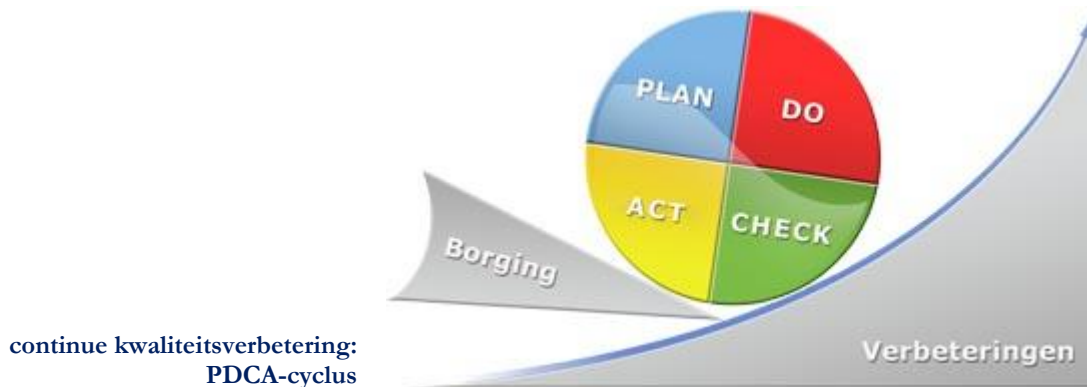 PLAN
DO
ACT
CHECK
Borging
Verbeteringen
continue kwaliteitsverbetering:
PDCA-cyclus